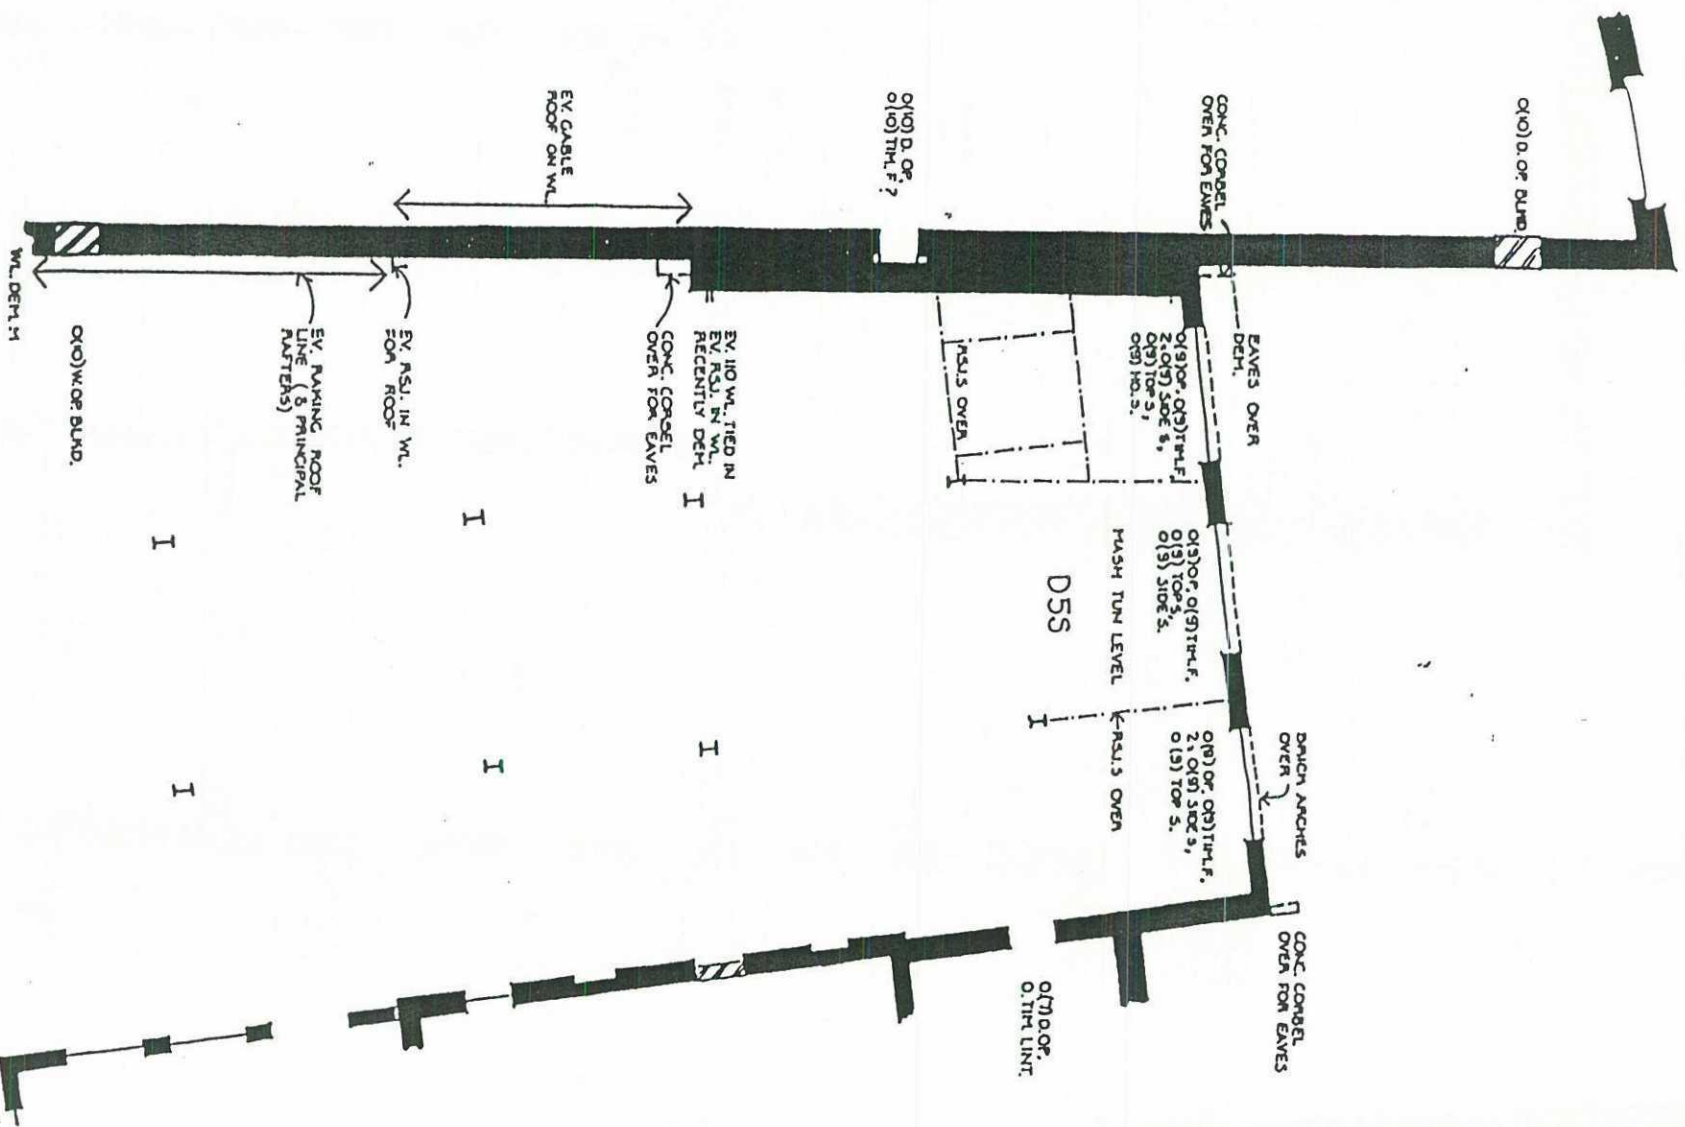 O(10) D.OP. BLKD.
CONC. CORBEL
OVER FOR EAVES
O(10) D. OP.
O(10) TIM. F ?
EV. GABLE
ROOF ON WL.
EAVES OVER
DEM.
BRICK ARCHES
OVER
CONC. CORBEL
OVER FOR EAVES
O(9) OP, O(9) TIM.F.
2 : O(9) SIDE S,
O(9) TOP S,
O(9) HO. S.
O(9) OP, O(9) TIM.F.
O(9) TOP S,
O(9) SIDE S.
O(9) OP, O(9) TIM.F.
2 : O(9) SIDE S,
O(9) TOP S.
MASH TUN LEVEL
RSJ.S OVER
D5S
O(7) D.OP.
O. TIM. LINT.
RSJ.S OVER
EV. 110 WL. TIED IN
EV. RSJ. IN WL.
RECENTLY DEM.
CONC. CORBEL
OVER FOR EAVES
EV. RSJ. IN WL.
FOR ROOF
EV. RAKING ROOF
LINE ( & PRINCIPAL
RAFTERS)
O(10) W.OP. BLKD.
WL. DEM.M